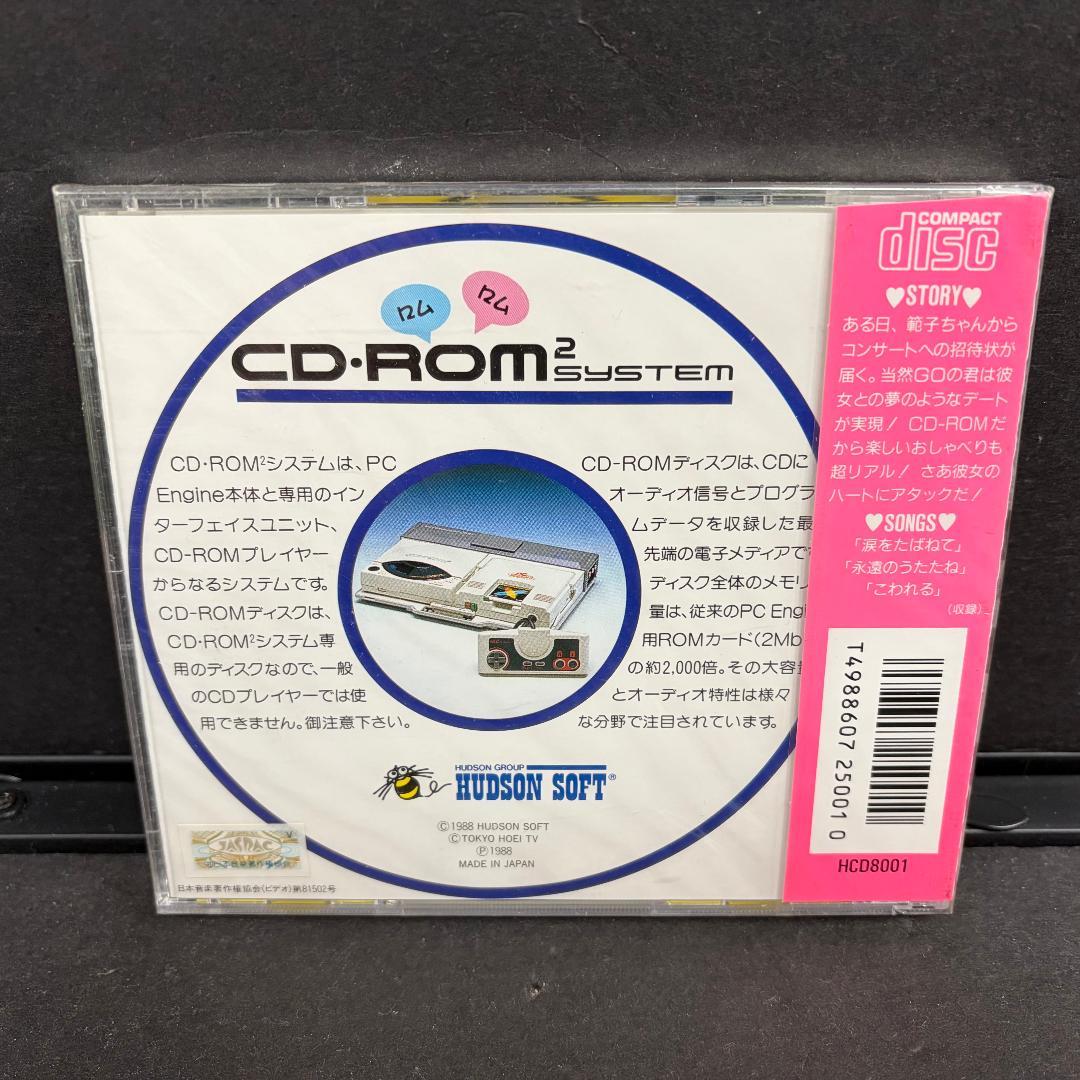 ロム
ロム
CD・ROM²SYSTEM
CD・ROM²システムは、PC
Engine本体と専用のイン
ターフェイスユニット、
CD-ROMプレイヤー
からなるシステムです。
CD-ROMディスクは、
CD・ROM²システム専
用のディスクなので、一般
のCDプレイヤーでは使
用できません。御注意下さい。
CD-ROMディスクは、CDに
オーディオ信号とプログラ
ムデータを収録した最
先端の電子メディアです
ディスク全体のメモリ
量は、従来のPC Engi
用ROMカード(2Mb
の約2,000倍。その大容量
とオーディオ特性は様々
な分野で注目されています。
HUDSON GROUP
HUDSON SOFT®
©1988 HUDSON SOFT
©TOKYO HOEI TV
Ⓟ1988
MADE IN JAPAN
JASRAC
V
日本音楽著作権協会(ビデオ)第81502号
COMPACT
disc
♥STORY♥
ある日、範子ちゃんから
コンサートへの招待状が
届く。当然GOの君は彼
女との夢のようなデート
が実現! CD-ROMだ
から楽しいおしゃべりも
超リアル! さあ彼女の
ハートにアタックだ!
♥SONGS♥
「涙をたばねて」
「永遠のうたたね」
「こわれる」
(収録)
T4988607250010
HCD8001